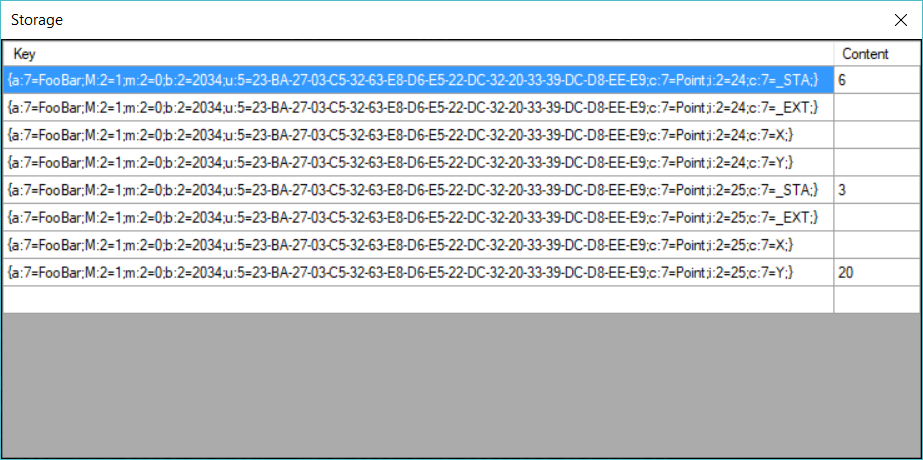 Storage
Key Content
{a:7=FooBar;M:2=1;m:2=0;b:2=2034;u:5=23-BA-27-03-C5-32-63-E8-D6-E5-22-DC-32-20-33-39-DC-D8-EE-E9;c:7=Point;i:2=24;c:7=_STA;} 6
{a:7=FooBar;M:2=1;m:2=0;b:2=2034;u:5=23-BA-27-03-C5-32-63-E8-D6-E5-22-DC-32-20-33-39-DC-D8-EE-E9;c:7=Point;i:2=24;c:7=_EXT;}
{a:7=FooBar;M:2=1;m:2=0;b:2=2034;u:5=23-BA-27-03-C5-32-63-E8-D6-E5-22-DC-32-20-33-39-DC-D8-EE-E9;c:7=Point;i:2=24;c:7=X;}
{a:7=FooBar;M:2=1;m:2=0;b:2=2034;u:5=23-BA-27-03-C5-32-63-E8-D6-E5-22-DC-32-20-33-39-DC-D8-EE-E9;c:7=Point;i:2=24;c:7=Y;}
{a:7=FooBar;M:2=1;m:2=0;b:2=2034;u:5=23-BA-27-03-C5-32-63-E8-D6-E5-22-DC-32-20-33-39-DC-D8-EE-E9;c:7=Point;i:2=25;c:7=_STA;} 3
{a:7=FooBar;M:2=1;m:2=0;b:2=2034;u:5=23-BA-27-03-C5-32-63-E8-D6-E5-22-DC-32-20-33-39-DC-D8-EE-E9;c:7=Point;i:2=25;c:7=_EXT;}
{a:7=FooBar;M:2=1;m:2=0;b:2=2034;u:5=23-BA-27-03-C5-32-63-E8-D6-E5-22-DC-32-20-33-39-DC-D8-EE-E9;c:7=Point;i:2=25;c:7=X;}
{a:7=FooBar;M:2=1;m:2=0;b:2=2034;u:5=23-BA-27-03-C5-32-63-E8-D6-E5-22-DC-32-20-33-39-DC-D8-EE-E9;c:7=Point;i:2=25;c:7=Y;} 20